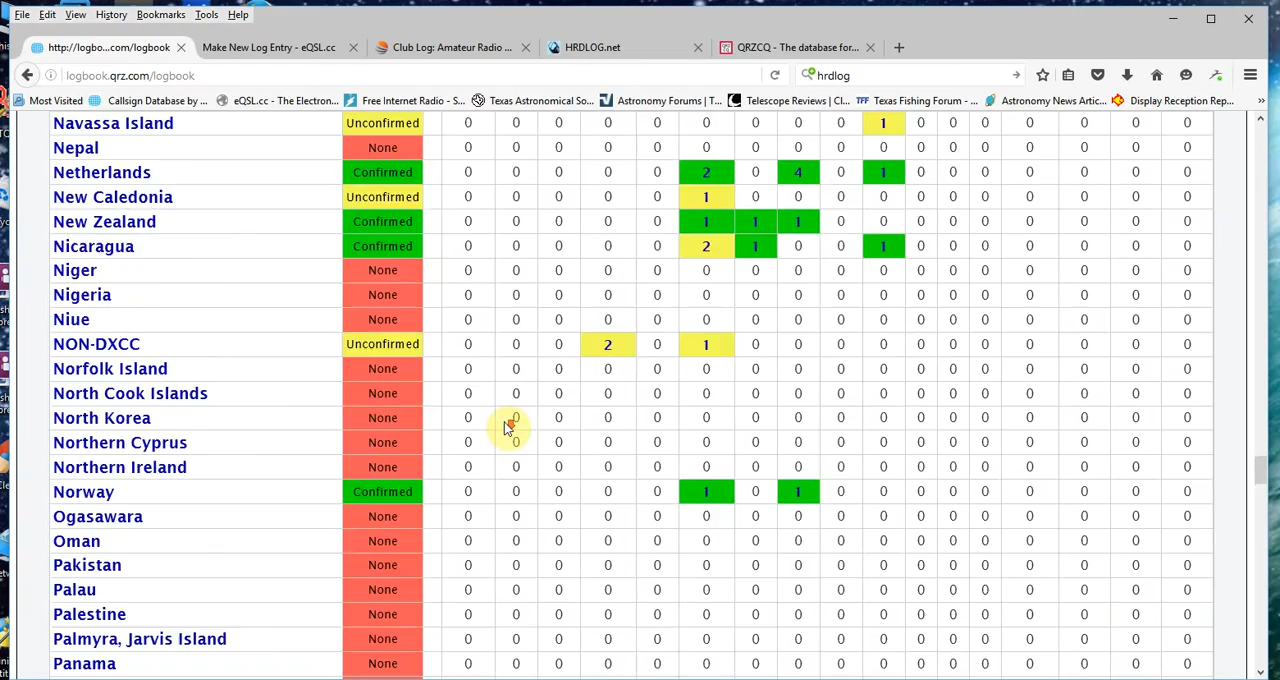 File Edit View History Bookmarks Tools Help
http://logbo...com/logbook Make New Log Entry - eQSL.cc Club Log: Amateur Radio ... HRDLOG.net QRZCQ - The database for...
logbook.qrz.com/logbook hrdlog
Most Visited Callsign Database by ... eQSL.cc - The Electron... Free Internet Radio - S... Texas Astronomical So... Astronomy Forums | T... Telescope Reviews | Cl... TFF Texas Fishing Forum - ... Astronomy News Artic... Display Reception Rep...
Navassa Island Unconfirmed 0 0 0 0 0 0 0 0 0 1 0 0 0 0 0 0 0
Nepal None 0 0 0 0 0 0 0 0 0 0 0 0 0 0 0 0 0
Netherlands Confirmed 0 0 0 0 0 2 0 4 0 1 0 0 0 0 0 0 0
New Caledonia Unconfirmed 0 0 0 0 0 1 0 0 0 0 0 0 0 0 0 0 0
New Zealand Confirmed 0 0 0 0 0 1 1 1 0 0 0 0 0 0 0 0 0
Nicaragua Confirmed 0 0 0 0 0 2 1 0 0 1 0 0 0 0 0 0 0
Niger None 0 0 0 0 0 0 0 0 0 0 0 0 0 0 0 0 0
Nigeria None 0 0 0 0 0 0 0 0 0 0 0 0 0 0 0 0 0
Niue None 0 0 0 0 0 0 0 0 0 0 0 0 0 0 0 0 0
NON-DXCC Unconfirmed 0 0 0 2 0 1 0 0 0 0 0 0 0 0 0 0 0
Norfolk Island None 0 0 0 0 0 0 0 0 0 0 0 0 0 0 0 0 0
North Cook Islands None 0 0 0 0 0 0 0 0 0 0 0 0 0 0 0 0 0
North Korea None 0 0 0 0 0 0 0 0 0 0 0 0 0 0 0 0 0
Northern Cyprus None 0 0 0 0 0 0 0 0 0 0 0 0 0 0 0 0 0
Northern Ireland None 0 0 0 0 0 0 0 0 0 0 0 0 0 0 0 0 0
Norway Confirmed 0 0 0 0 0 1 0 1 0 0 0 0 0 0 0 0 0
Ogasawara None 0 0 0 0 0 0 0 0 0 0 0 0 0 0 0 0 0
Oman None 0 0 0 0 0 0 0 0 0 0 0 0 0 0 0 0 0
Pakistan None 0 0 0 0 0 0 0 0 0 0 0 0 0 0 0 0 0
Palau None 0 0 0 0 0 0 0 0 0 0 0 0 0 0 0 0 0
Palestine None 0 0 0 0 0 0 0 0 0 0 0 0 0 0 0 0 0
Palmyra, Jarvis Island None 0 0 0 0 0 0 0 0 0 0 0 0 0 0 0 0 0
Panama None 0 0 0 0 0 0 0 0 0 0 0 0 0 0 0 0 0